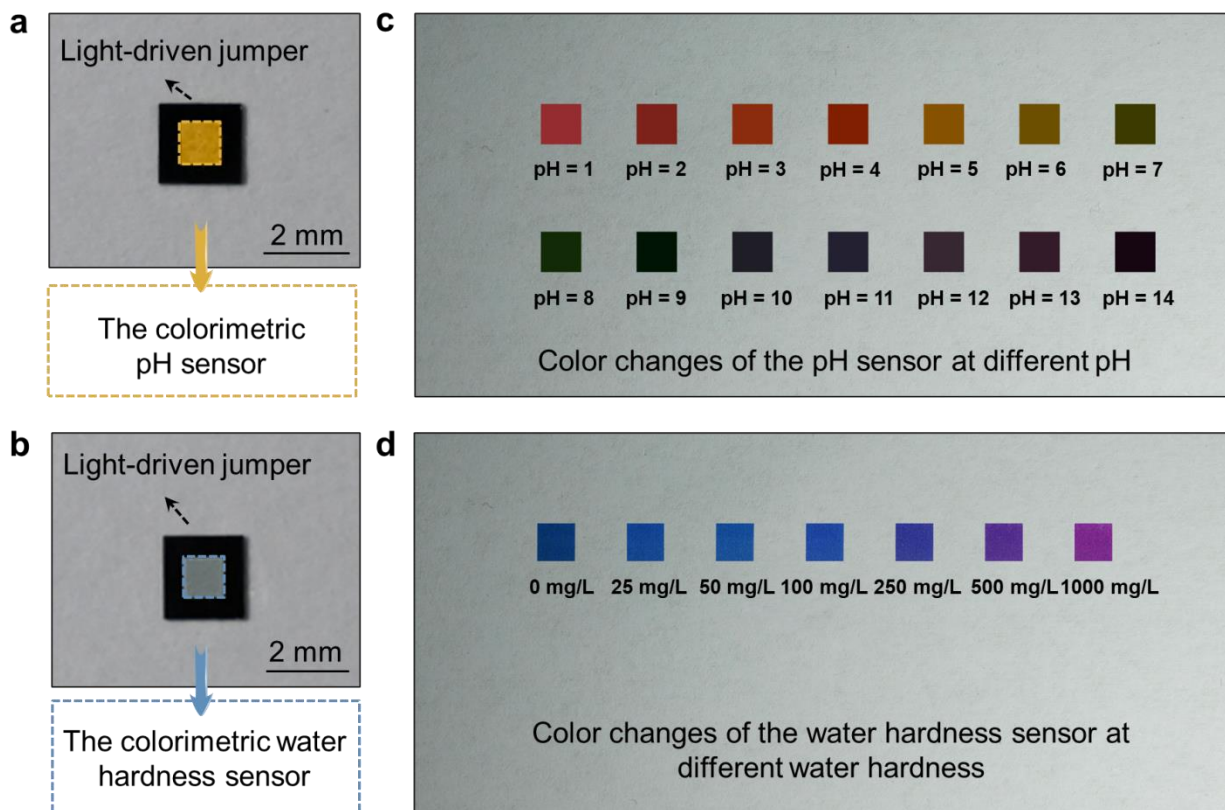 a
Light-driven jumper
2 mm
The colorimetric
pH sensor
b
Light-driven jumper
2 mm
The colorimetric water
hardness sensor
c
pH = 1 pH = 2 pH = 3 pH = 4 pH = 5 pH = 6 pH = 7
pH = 8 pH = 9 pH = 10 pH = 11 pH = 12 pH = 13 pH = 14
Color changes of the pH sensor at different pH
d
0 mg/L 25 mg/L 50 mg/L 100 mg/L 250 mg/L 500 mg/L 1000 mg/L
Color changes of the water hardness sensor at
different water hardness